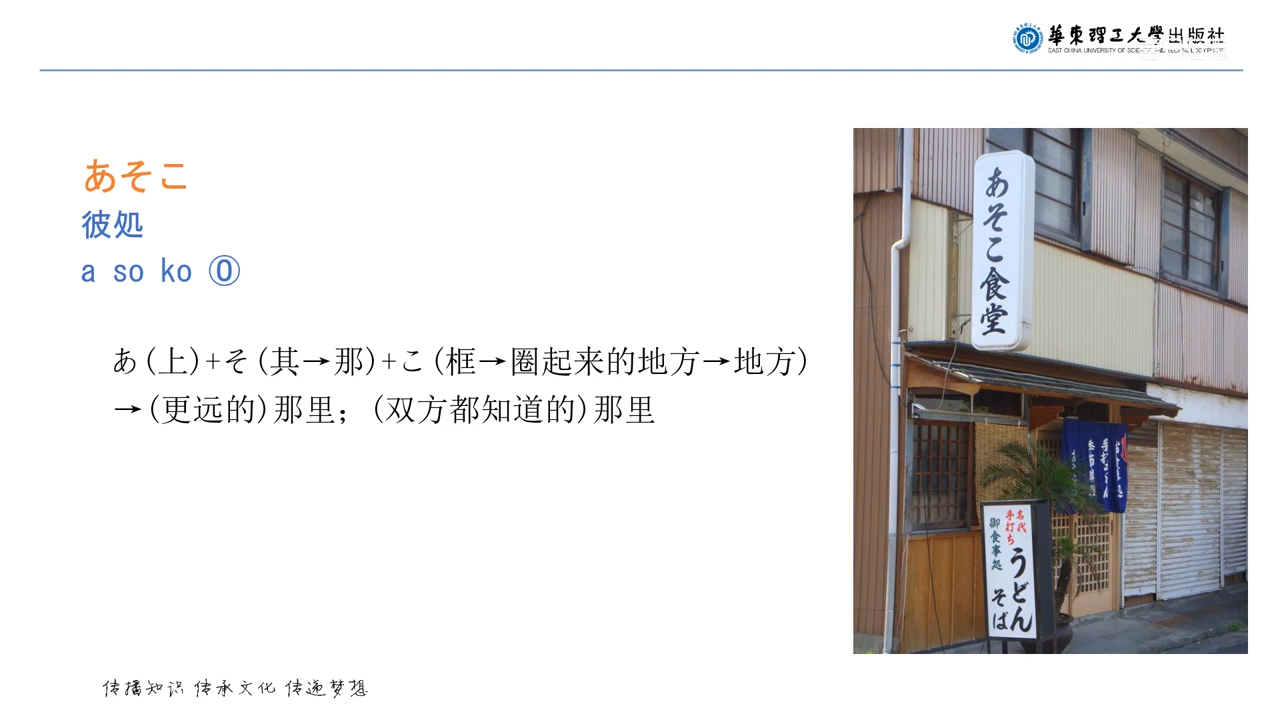 華東理工大學出版社
あそこ
彼処
a so ko ⓪
あ(上)+そ(其→那)+こ(框→圈起来的地方→地方)
→(更远的)那里；(双方都知道的)那里
あそこ食堂
名代
手打ち
うどん
御食事処
そば
传播知识 传承文化 传递梦想